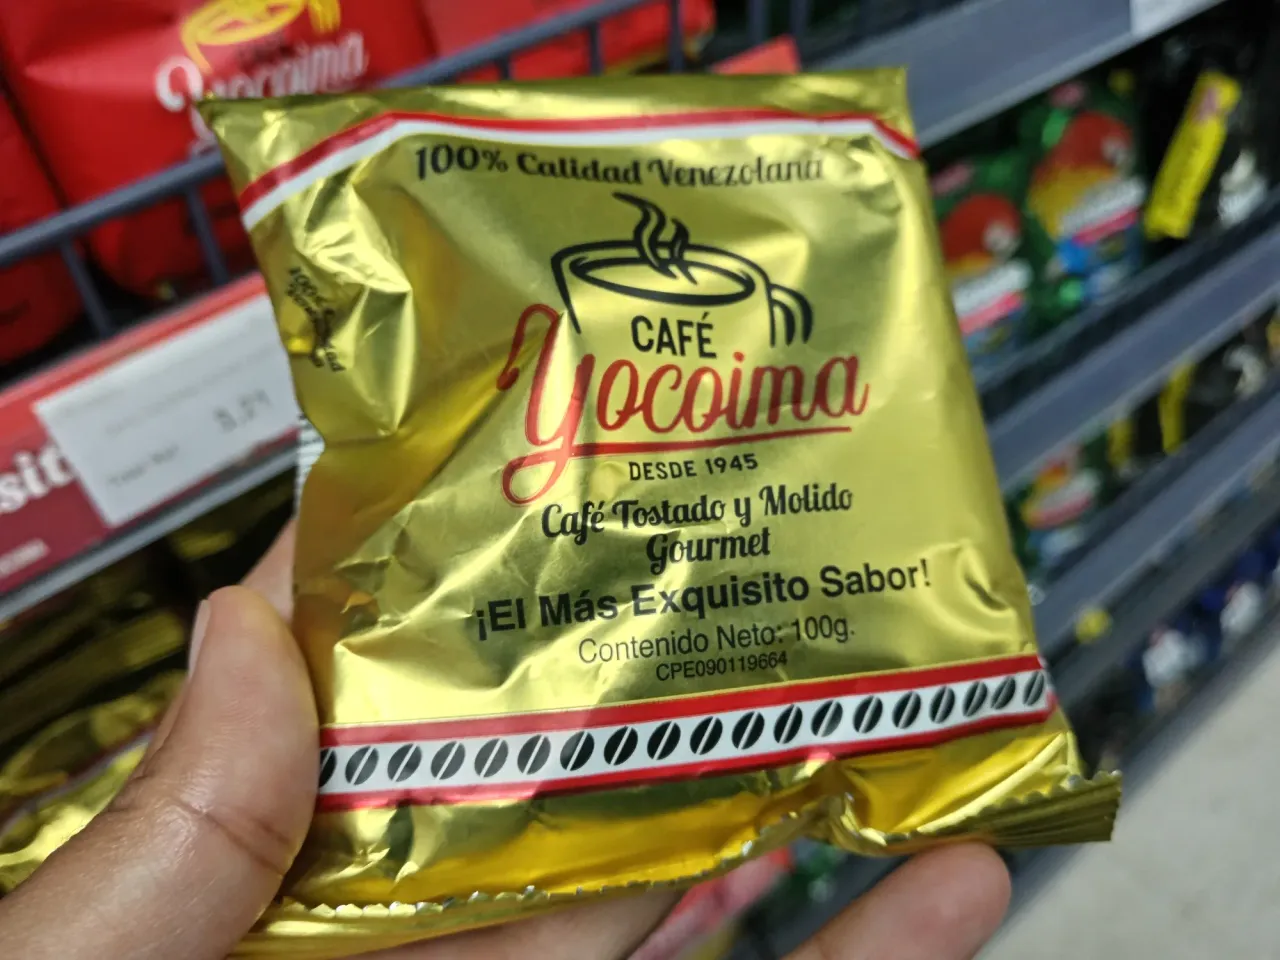 Yocoima
100% Calidad Venezolana
CAFÉ
Yocoima
DESDE 1945
Café Tostado y Molido
Gourmet
¡El Más Exquisito Sabor!
Contenido Neto: 100g.
CPE090119664